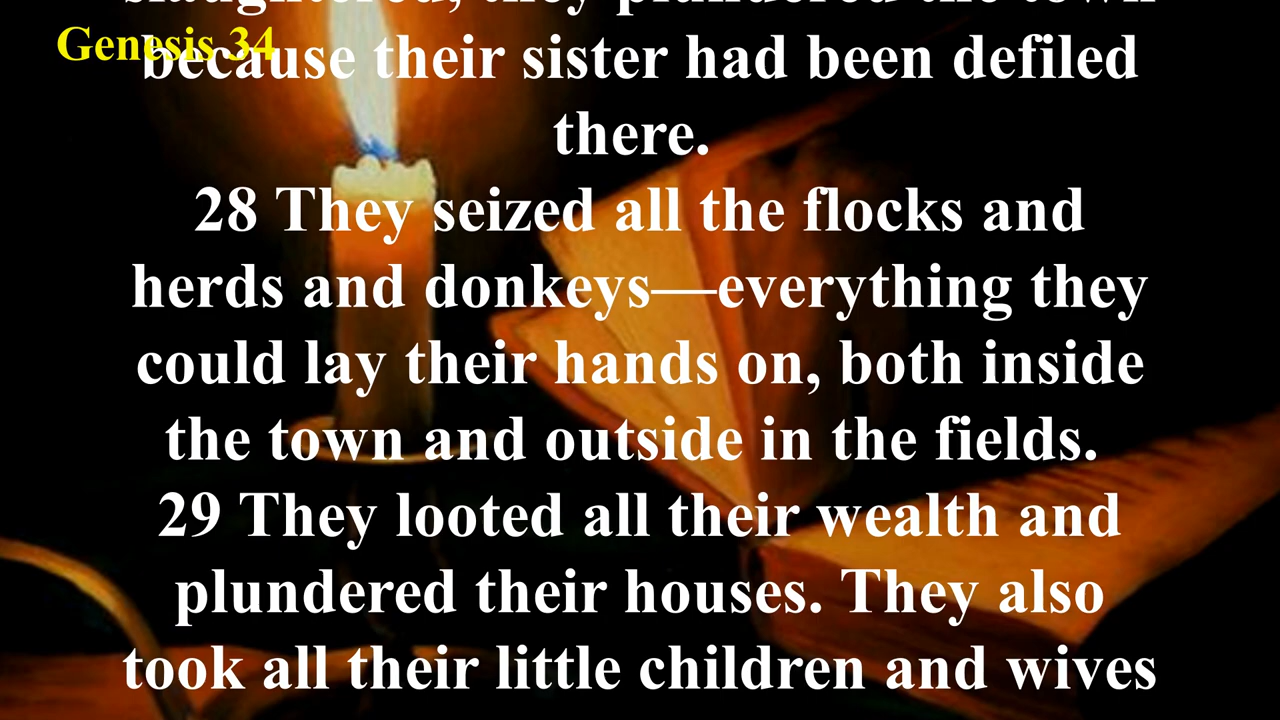 slaughtered, they plundered the town
Genesis 34
because their sister had been defiled
there.
28 They seized all the flocks and
herds and donkeys—everything they
could lay their hands on, both inside
the town and outside in the fields.
29 They looted all their wealth and
plundered their houses. They also
took all their little children and wives